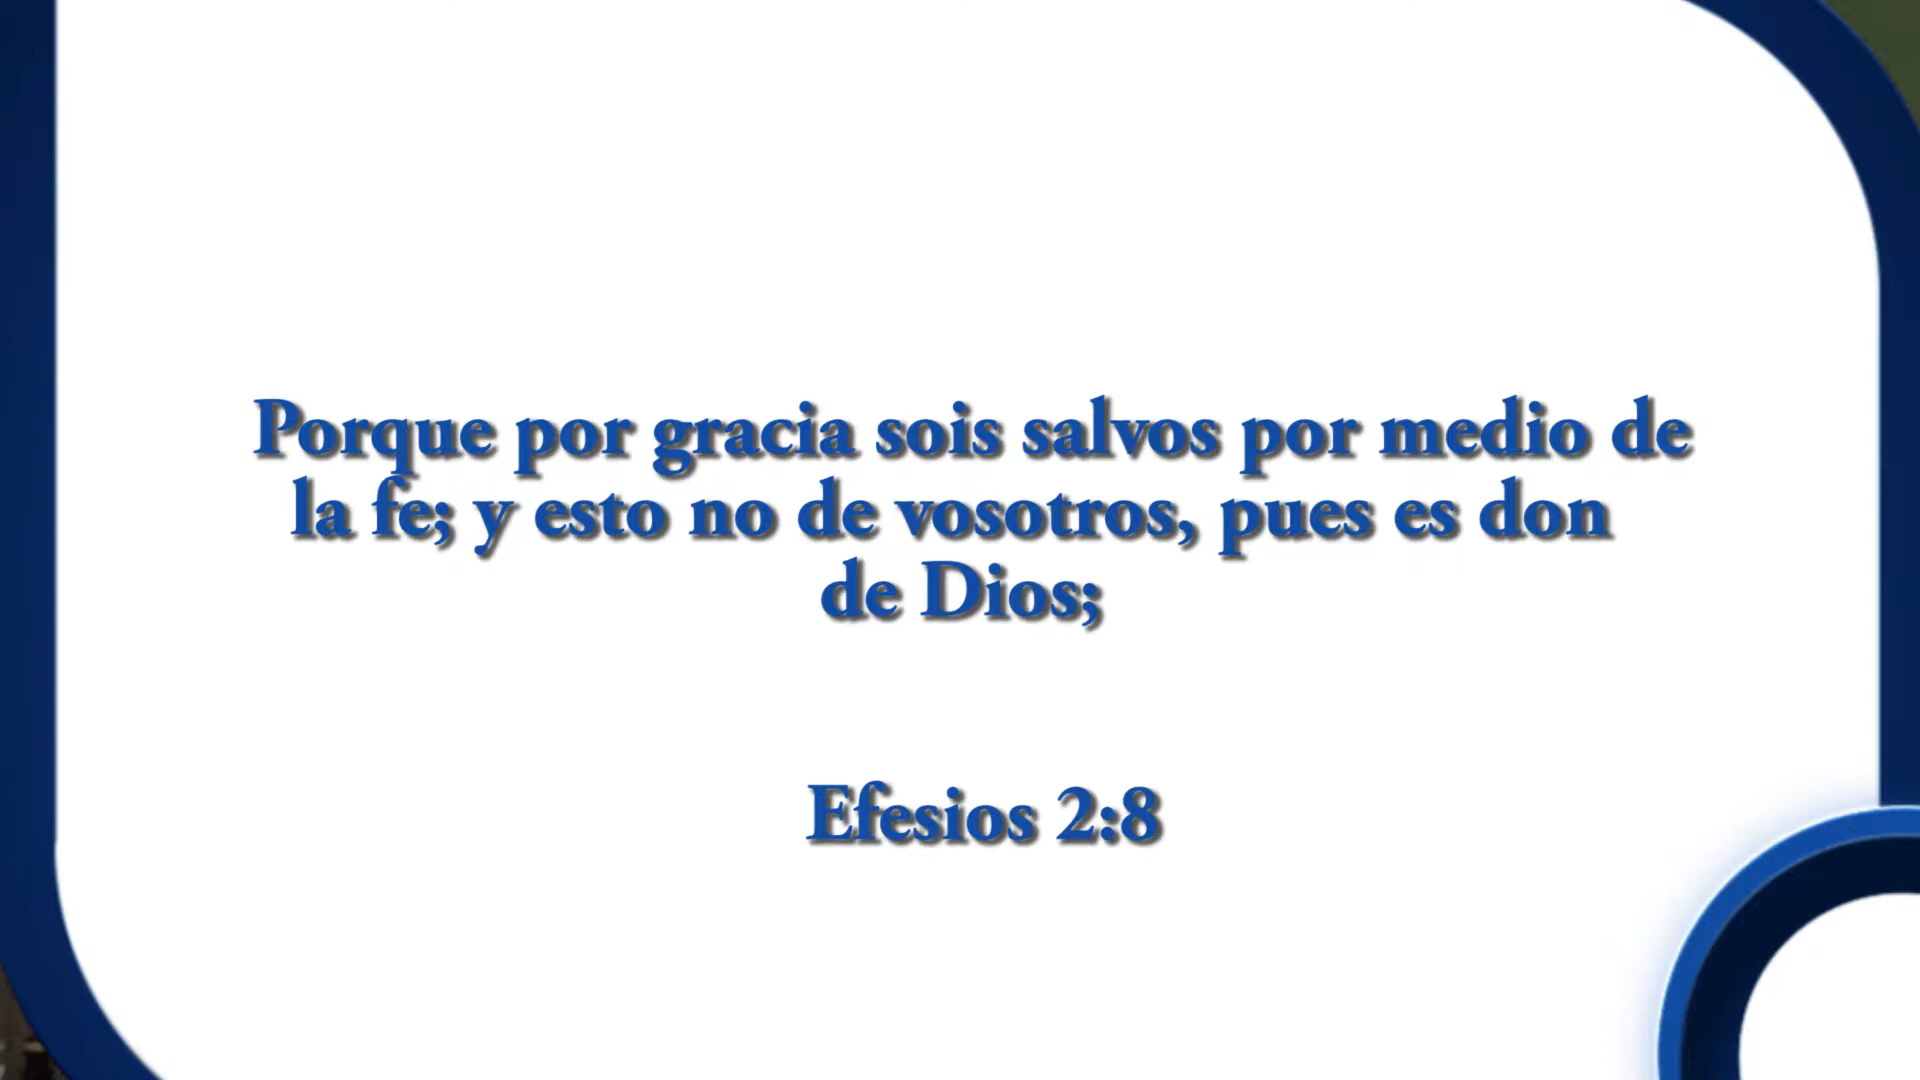 Porque por gracia sois salvos por medio de
la fe; y esto no de vosotros, pues es don
de Dios;
Efesios 2:8